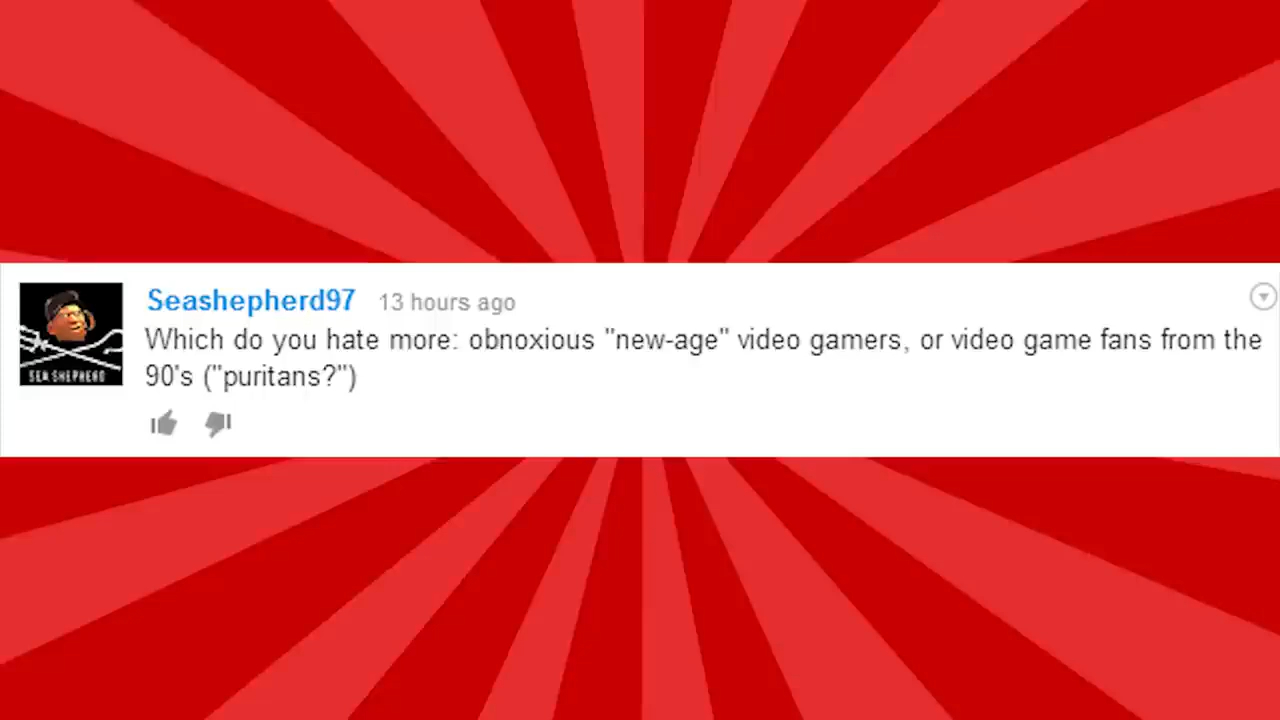 Seashepherd97 13 hours ago
Which do you hate more: obnoxious "new-age" video gamers, or video game fans from the
90's ("puritans?")
SEA SHEPHERD